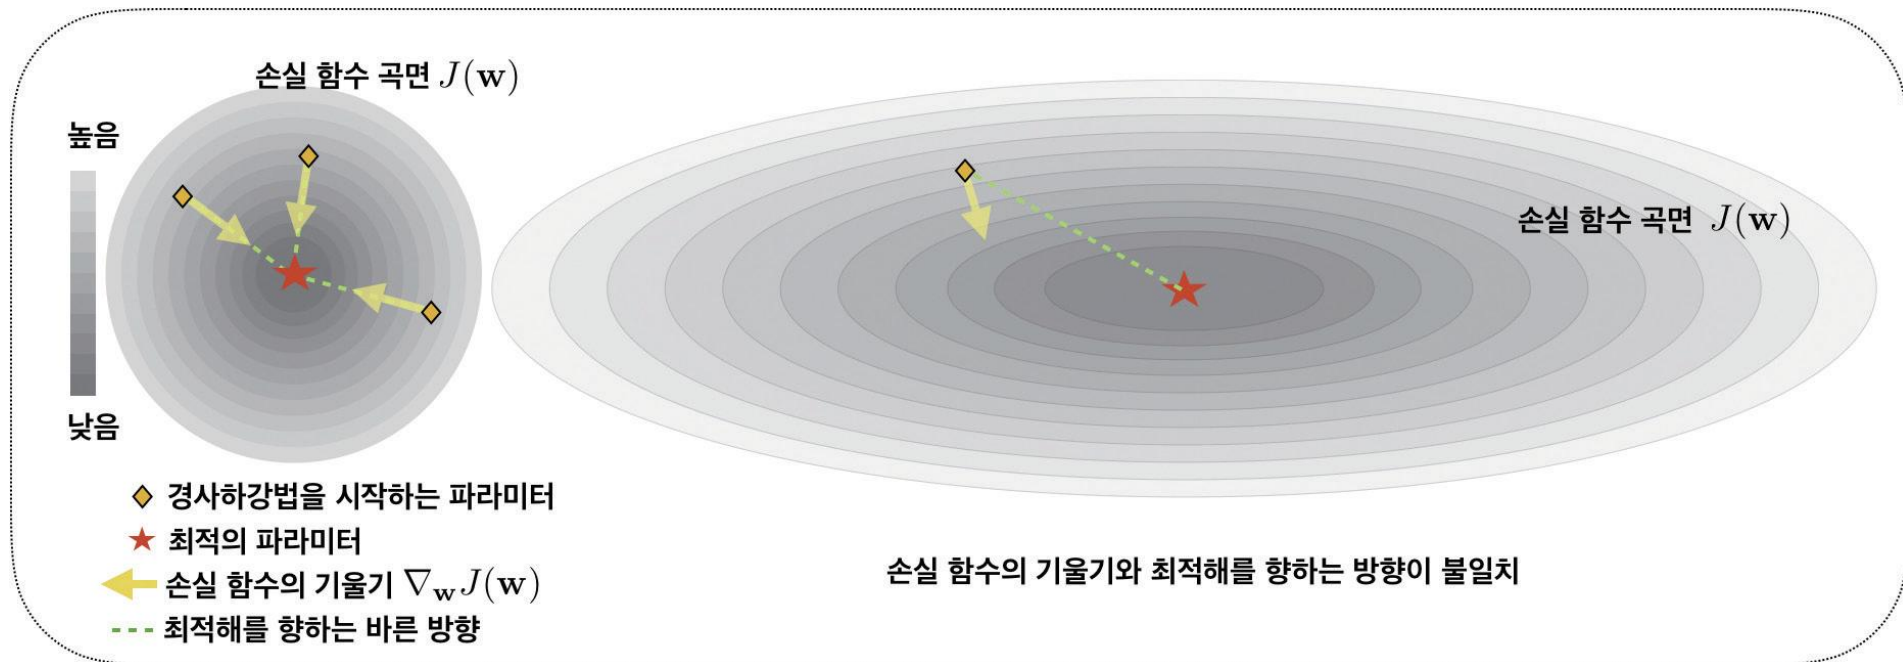 손실 함수 곡면 J(w)
높음
낮음
손실 함수 곡면 J(w)
경사하강법을 시작하는 파라미터
최적의 파라미터
손실 함수의 기울기 ∇wJ(w)
최적해를 향하는 바른 방향
손실 함수의 기울기와 최적해를 향하는 방향이 불일치